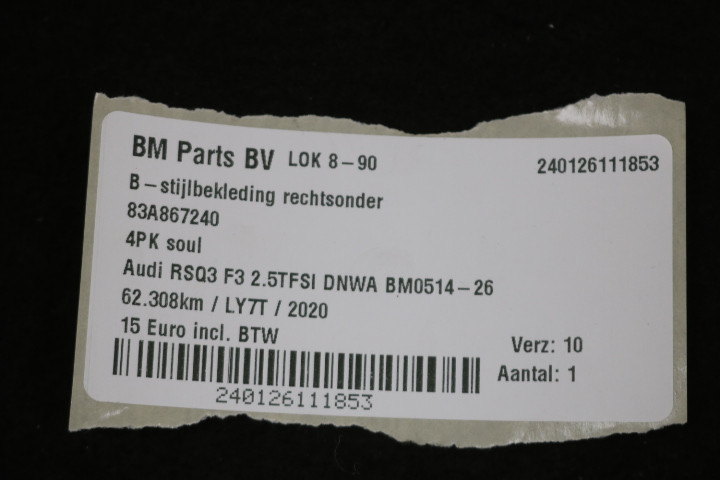 BM Parts BV LOK 8-90 240126111853
B-stijlbekleding rechtsonder
83A867240
4PK soul
Audi RSQ3 F3 2.5TFSI DNWA BM0514-26
62.308km / LY7T / 2020
15 Euro incl. BTW
Verz: 10
Aantal: 1
240126111853